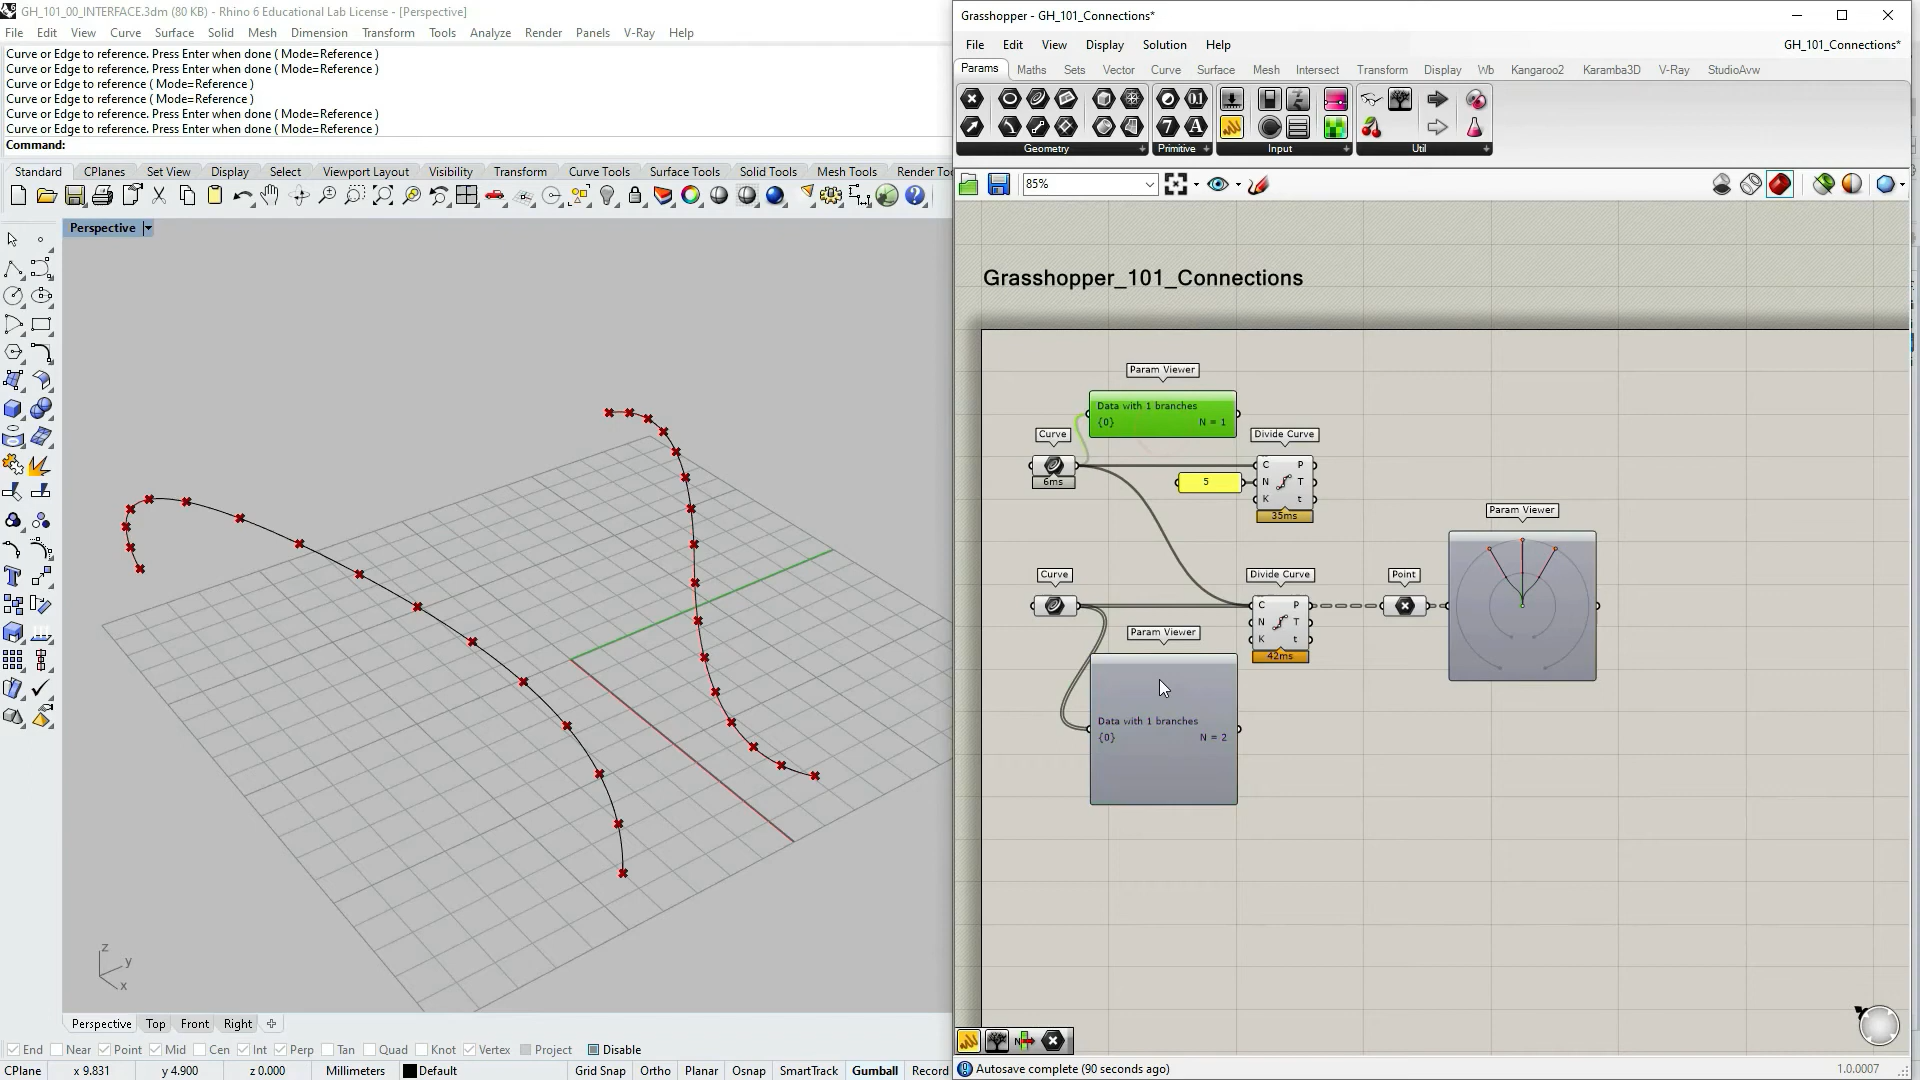 GH_101_00_INTERFACE.3dm (80 KB) - Rhino 6 Educational Lab License - [Perspective]
File Edit View Curve Surface Solid Mesh Dimension Transform Tools Analyze Render Panels V-Ray Help
Curve or Edge to reference. Press Enter when done ( Mode=Reference )
Curve or Edge to reference. Press Enter when done ( Mode=Reference )
Curve or Edge to reference ( Mode=Reference )
Curve or Edge to reference ( Mode=Reference )
Curve or Edge to reference. Press Enter when done ( Mode=Reference )
Curve or Edge to reference. Press Enter when done ( Mode=Reference )
Command:
Standard CPlanes Set View Display Select Viewport Layout Visibility Transform Curve Tools Surface Tools Solid Tools Mesh Tools Render Too
Perspective
z
y
x
Perspective Top Front Right
End Near Point Mid Cen Int Perp Tan Quad Knot Vertex Project Disable
CPlane x 9.831 y 4.900 z 0.000 Millimeters Default Grid Snap Ortho Planar Osnap SmartTrack Gumball Record
Grasshopper - GH_101_Connections*
File Edit View Display Solution Help GH_101_Connections*
Params Maths Sets Vector Curve Surface Mesh Intersect Transform Display Wb Kangaroo2 Karamba3D V-Ray StudioAvw
Geometry Primitive Input Util
85%
Grasshopper_101_Connections
Param Viewer
Data with 1 branches
{0} N = 1
Curve
6ms
5
Divide Curve
C P
N T
K t
35ms
Curve
Divide Curve
C P
N T
K t
42ms
Point
Param Viewer
Param Viewer
Data with 1 branches
{0} N = 2
Autosave complete (90 seconds ago) 1.0.0007